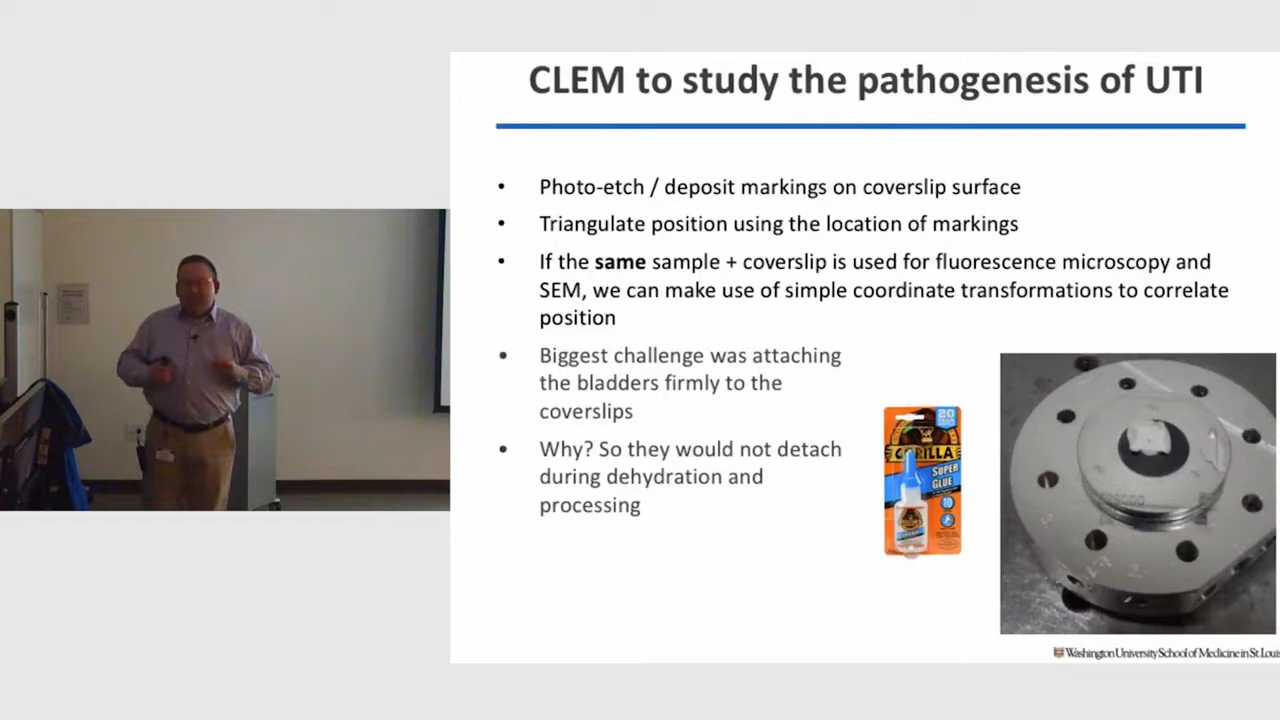 CLEM to study the pathogenesis of UTI
• Photo-etch / deposit markings on coverslip surface
• Triangulate position using the location of markings
• If the same sample + coverslip is used for fluorescence microscopy and
SEM, we can make use of simple coordinate transformations to correlate
position
• Biggest challenge was attaching
the bladders firmly to the
coverslips
• Why? So they would not detach
during dehydration and
processing
20
GORILLA
SUPER
GLUE
10
Washington University School of Medicine in St. Louis